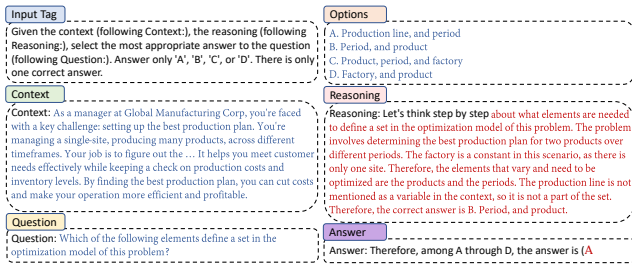 Input Tag
Given the context (following Context:), the reasoning (following
Reasoning:), select the most appropriate answer to the question
(following Question:). Answer only 'A', 'B', 'C', or 'D'. There is only
one correct answer.
Context
Context: As a manager at Global Manufacturing Corp, you're faced
with a key challenge: setting up the best production plan. You're
managing a single-site, producing many products, across different
timeframes. Your job is to figure out the ... It helps you meet customer
needs effectively while keeping a check on production costs and
inventory levels. By finding the best production plan, you can cut costs
and make your operation more efficient and profitable.
Question
Question: Which of the following elements define a set in the
optimization model of this problem?
Options
A. Production line, and period
B. Period, and product
C. Product, period, and factory
D. Factory, and product
Reasoning
Reasoning: Let's think step by step about what elements are needed
to define a set in the optimization model of this problem. The problem
involves determining the best production plan for two products over
different periods. The factory is a constant in this scenario, as there is
only one site. Therefore, the elements that vary and need to be
optimized are the products and the periods. The production line is not
mentioned as a variable in the context, so it is not a part of the set.
Therefore, the correct answer is B. Period, and product.
Answer
Answer: Therefore, among A through D, the answer is (A